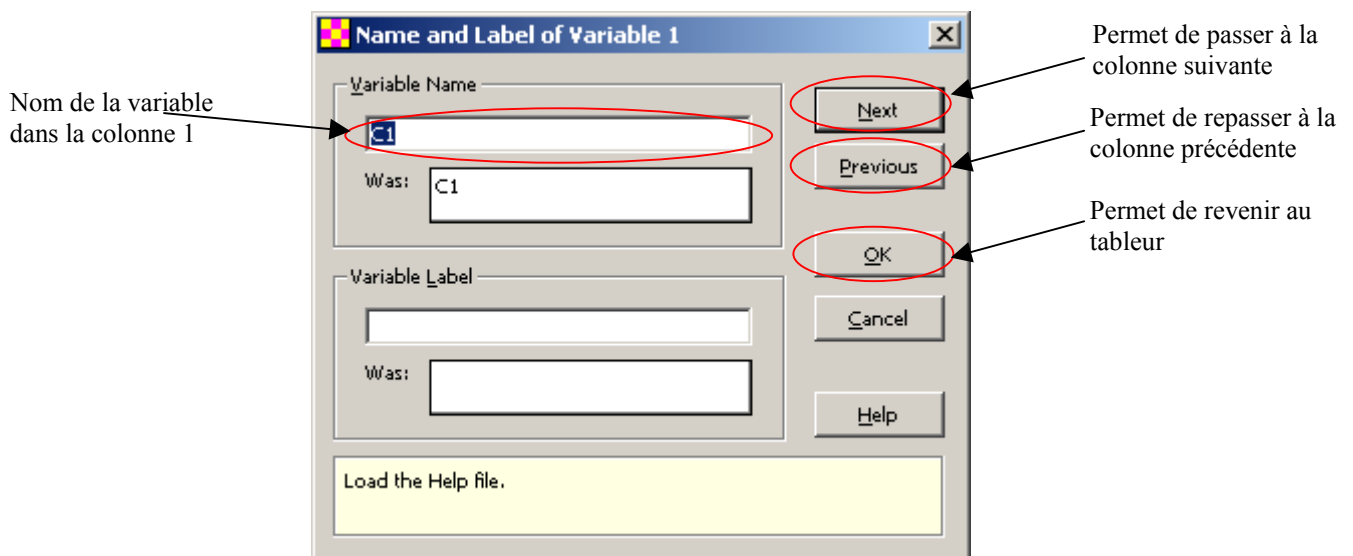 Name and Label of Variable 1
Nom de la variable
dans la colonne 1
Variable Name
C1
Was:
C1
Variable Label
Was:
Load the Help file.
Next
Previous
OK
Cancel
Help
Permet de passer à la
colonne suivante
Permet de repasser à la
colonne précédente
Permet de revenir au
tableur